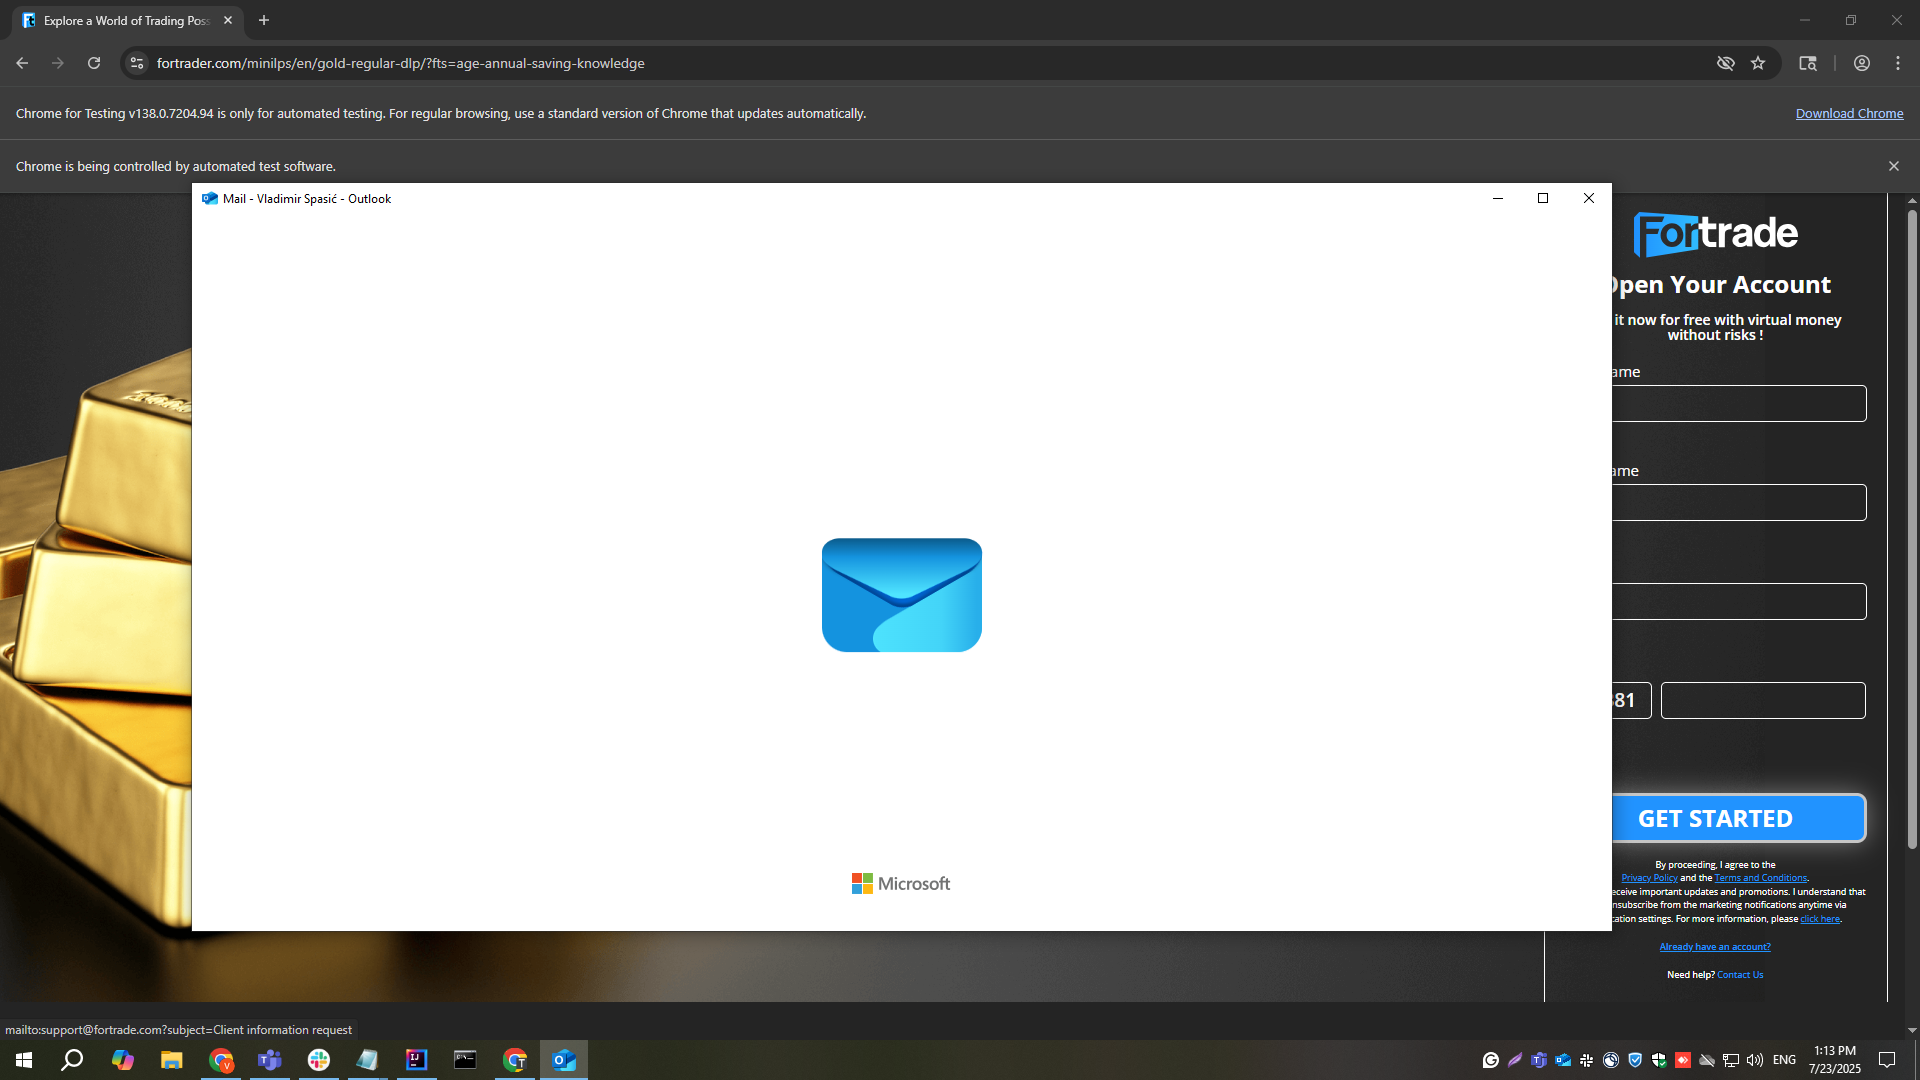 Explore a World of Trading Poss
fortrader.com/minilps/en/gold-regular-dlp/?fts=age-annual-saving-knowledge
Chrome for Testing v138.0.7204.94 is only for automated testing. For regular browsing, use a standard version of Chrome that updates automatically.
Download Chrome
Chrome is being controlled by automated test software.
Mail - Vladimir Spasić - Outlook
Fortrade
Open Your Account
it now for free with virtual money
without risks !
ame
ame
381
GET STARTED
By proceeding, I agree to the
Privacy Policy and the Terms and Conditions.
eceive important updates and promotions. I understand that
nsubscribe from the marketing notifications anytime via
cation settings. For more information, please click here.
Already have an account?
Need help? Contact Us
Microsoft
mailto:support@fortrade.com?subject=Client information request
ENG
1:13 PM
7/23/2025